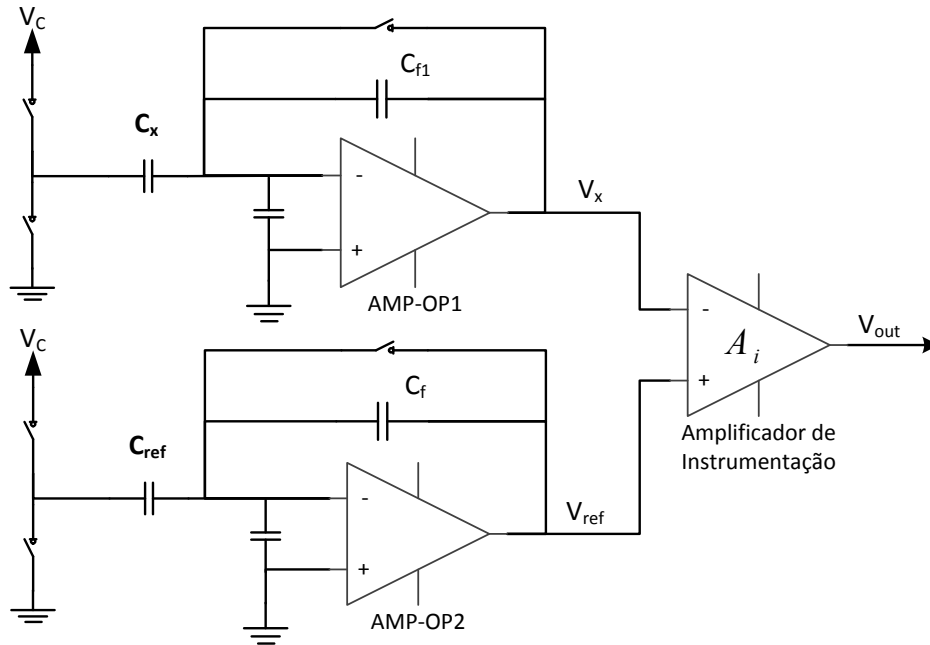 V_C
C_f1
C_x
-
+
V_x
AMP-OP1
V_C
-
A_i
+
V_out
C_f
Amplificador de
Instrumentação
C_ref
-
+
V_ref
AMP-OP2